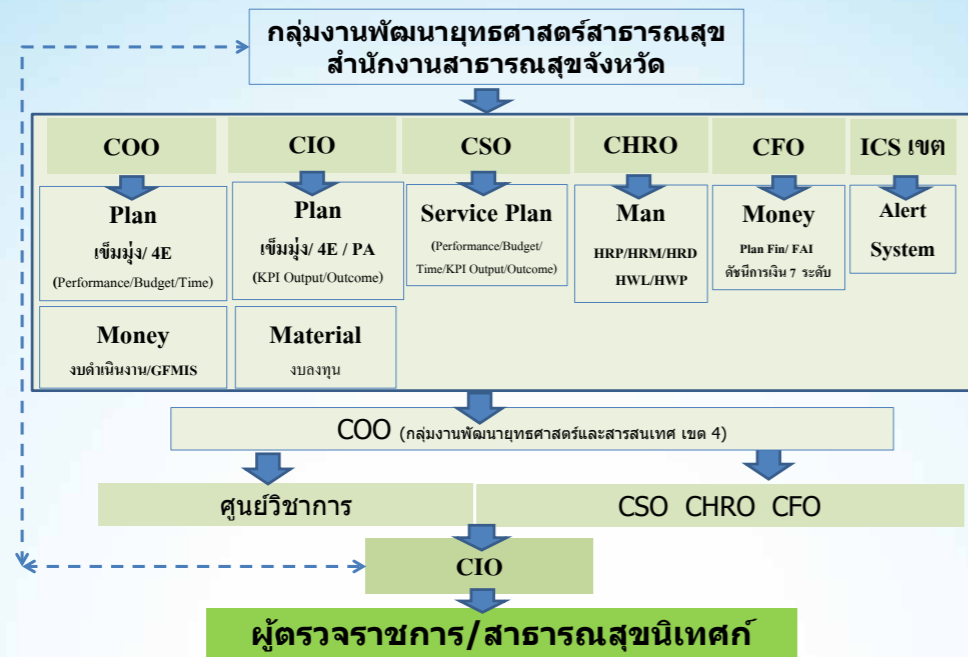 กลุ่มงานพัฒนายุทธศาสตร์สาธารณสุข
สำนักงานสาธารณสุขจังหวัด
COO
CIO
CSO
CHRO
CFO
ICS เขต
Plan
เข็มมุ่ง/ 4E
(Performance/Budget/Time)
Plan
เข็มมุ่ง/ 4E / PA
(KPI Output/Outcome)
Service Plan
(Performance/Budget/
Time/KPI Output/Outcome)
Man
HRP/HRM/HRD
HWL/HWP
Money
Plan Fin/ FAI
ดัชนีการเงิน 7 ระดับ
Alert
System
Money
งบดำเนินงาน/GFMIS
Material
งบลงทุน
COO (กลุ่มงานพัฒนายุทธศาสตร์และสารสนเทศ เขต 4)
ศูนย์วิชาการ
CSO CHRO CFO
CIO
ผู้ตรวจราชการ/สาธารณสุขนิเทศก์